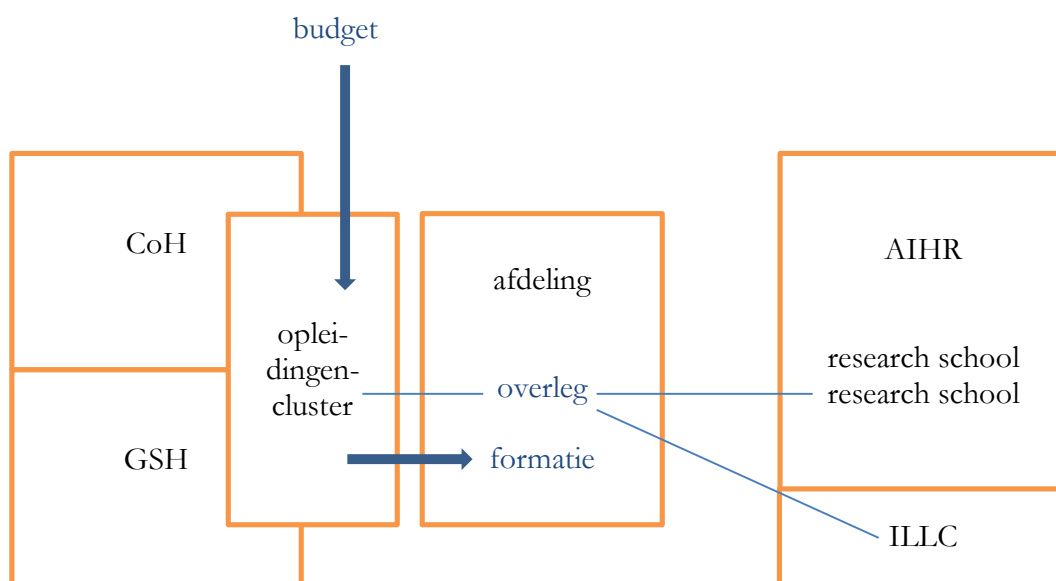 budget
CoH
AIHR
afdeling
oplei-
dingen-
cluster
research school
research school
overleg
GSH
formatie
ILLC